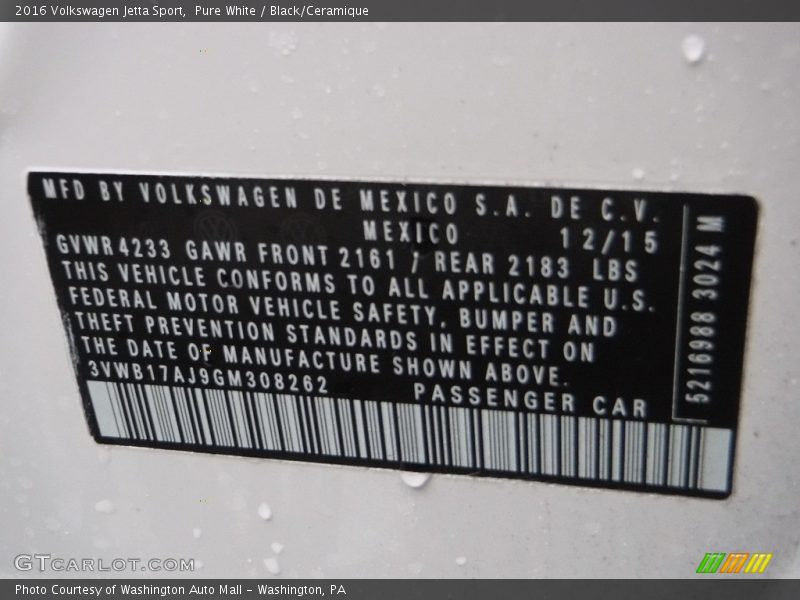 2016 Volkswagen Jetta Sport, Pure White / Black/Ceramique
MFD BY VOLKSWAGEN DE MEXICO S.A. DE C.V.
MEXICO 12/15
GVWR 4233 GAWR FRONT 2161 / REAR 2183 LBS
THIS VEHICLE CONFORMS TO ALL APPLICABLE U.S.
FEDERAL MOTOR VEHICLE SAFETY, BUMPER AND
THEFT PREVENTION STANDARDS IN EFFECT ON
THE DATE OF MANUFACTURE SHOWN ABOVE.
3VWB17AJ9GM308262 PASSENGER CAR
5216988 3024 M
GTCARLOT.COM
Photo Courtesy of Washington Auto Mall - Washington, PA